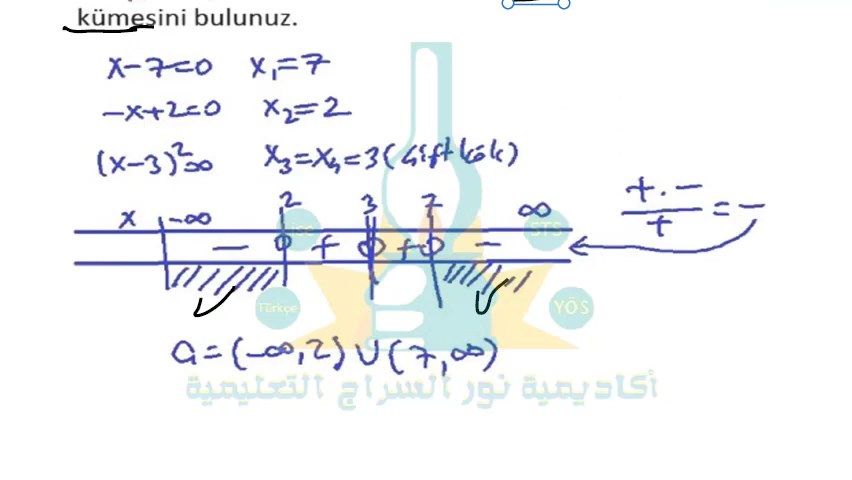 kümesini bulunuz.
x-7=0 x₁=7
-x+2=0 x₂=2
(x-3)²=0 x₃=x₄=3(çift kök)
+.-
x -∞ 2 3 7 ∞ + = -
- + + -
STS
Türkçe YÖS
Ç=(-∞,2)∪(7,∞)
أكاديمية نور السراج التعليمية